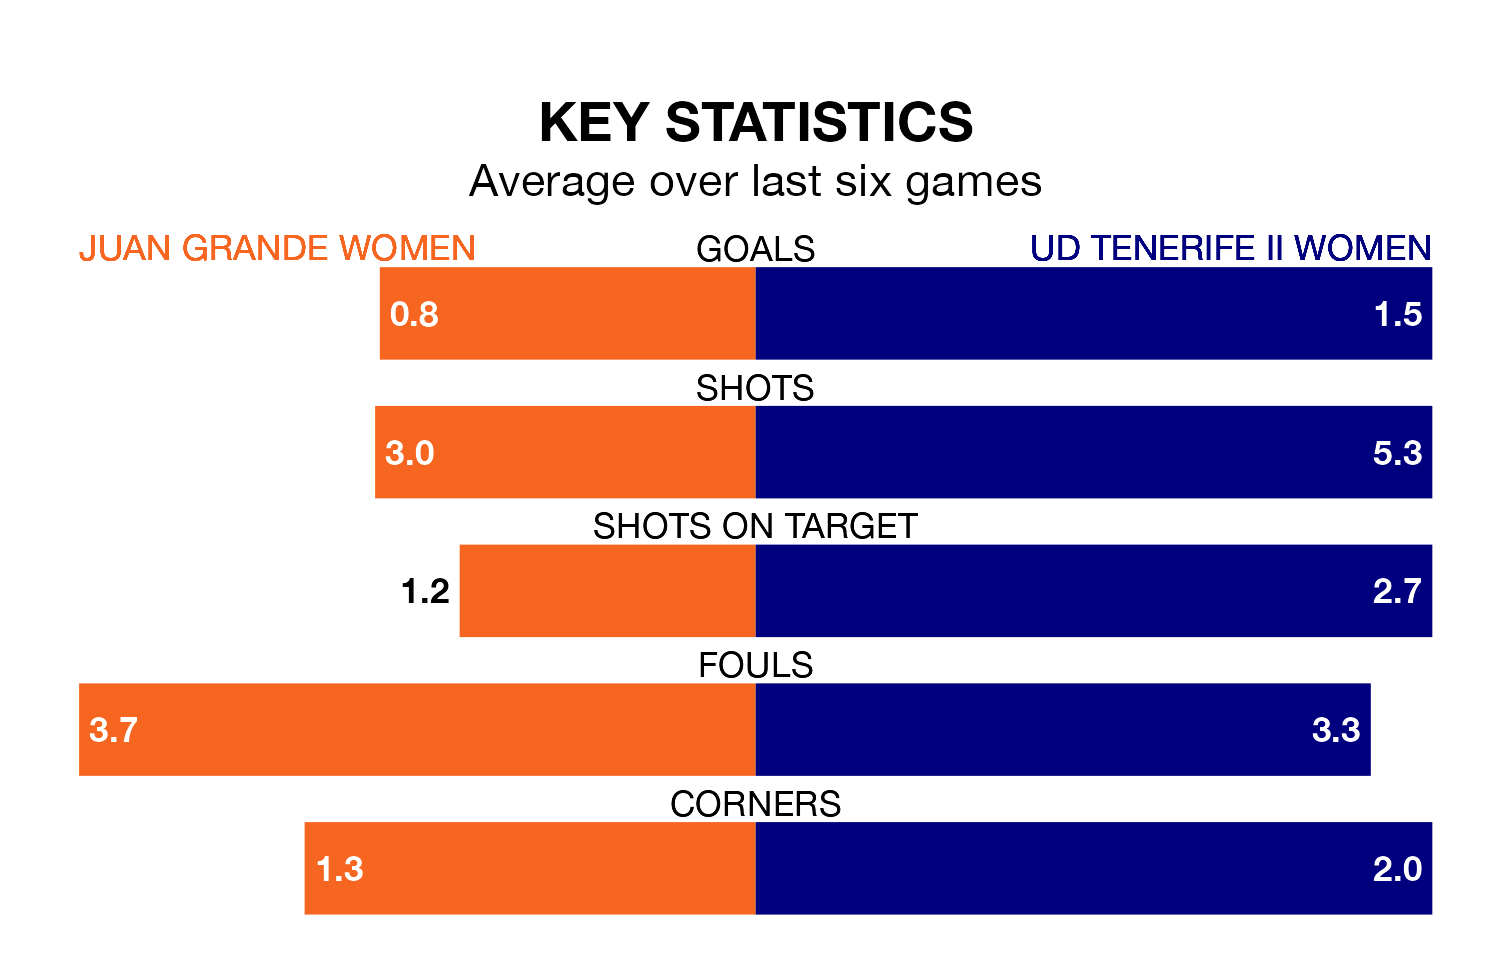 KEY STATISTICS
Average over last six games
JUAN GRANDE WOMEN GOALS UD TENERIFE II WOMEN
0.8 1.5
SHOTS
3.0 5.3
SHOTS ON TARGET
1.2 2.7
FOULS
3.7 3.3
CORNERS
1.3 2.0